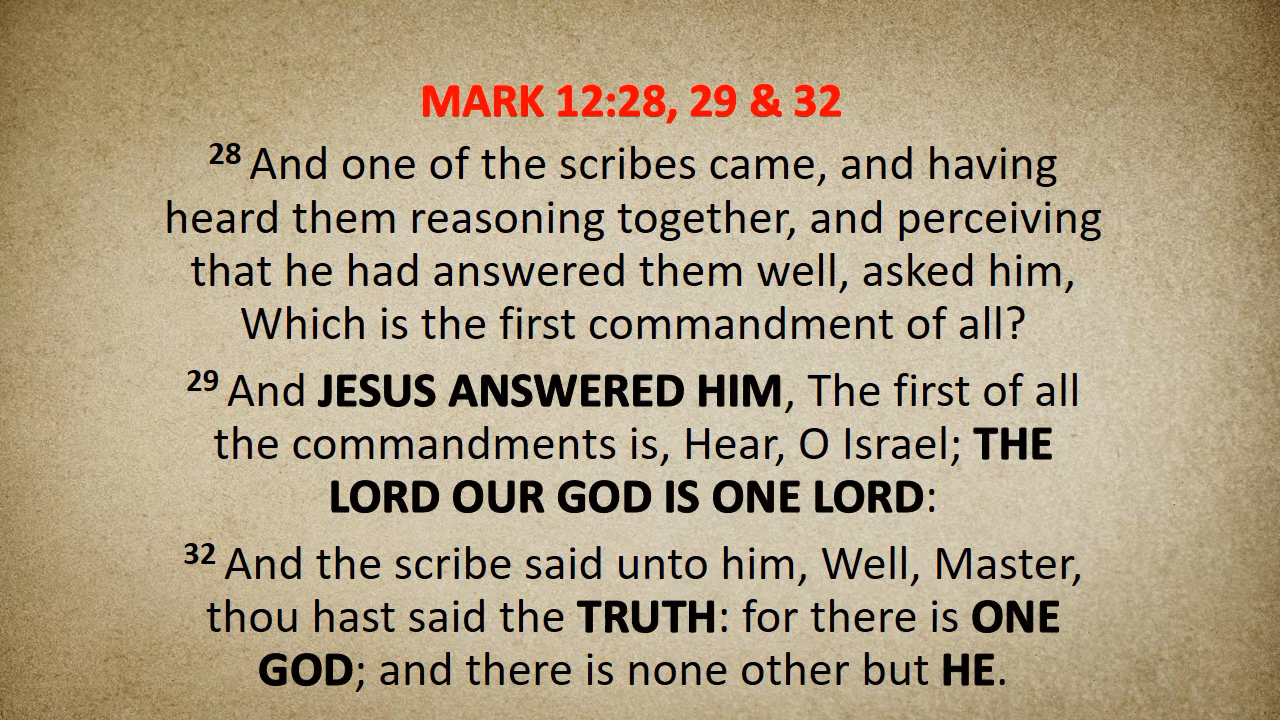 MARK 12:28, 29 & 32
28 And one of the scribes came, and having
heard them reasoning together, and perceiving
that he had answered them well, asked him,
Which is the first commandment of all?
29 And JESUS ANSWERED HIM, The first of all
the commandments is, Hear, O Israel; THE
LORD OUR GOD IS ONE LORD:
32 And the scribe said unto him, Well, Master,
thou hast said the TRUTH: for there is ONE
GOD; and there is none other but HE.